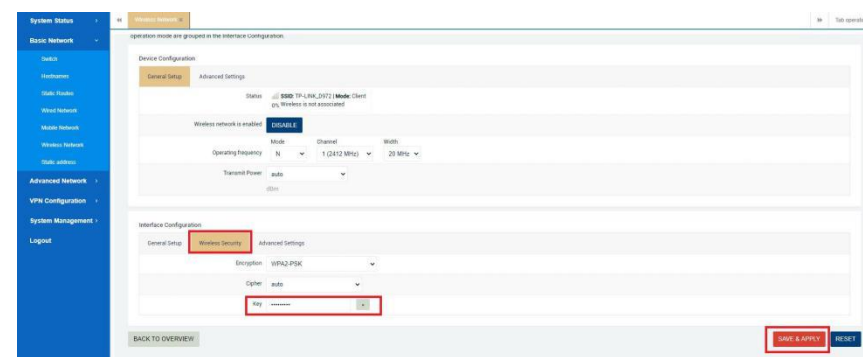 System Status
Wireless Network
Tab operati
operation mode are grouped in the Interface Configuration.
Basic Network
Switch
Hostnames
Static Routes
Wired Network
Mobile Network
Wireless Network
Static address
Advanced Network
VPN Configuration
System Management
Logout
Device Configuration
General Setup Advanced Settings
Status SSID: TP-LINK_D972 | Mode: Client
0% Wireless is not associated
Wireless network is enabled DISABLE
Mode Channel Width
Operating frequency N 1 (2412 MHz) 20 MHz
Transmit Power auto
dBm
Interface Configuration
General Setup Wireless Security Advanced Settings
Encryption WPA2-PSK
Cipher auto
Key •••••••••
BACK TO OVERVIEW SAVE & APPLY RESET